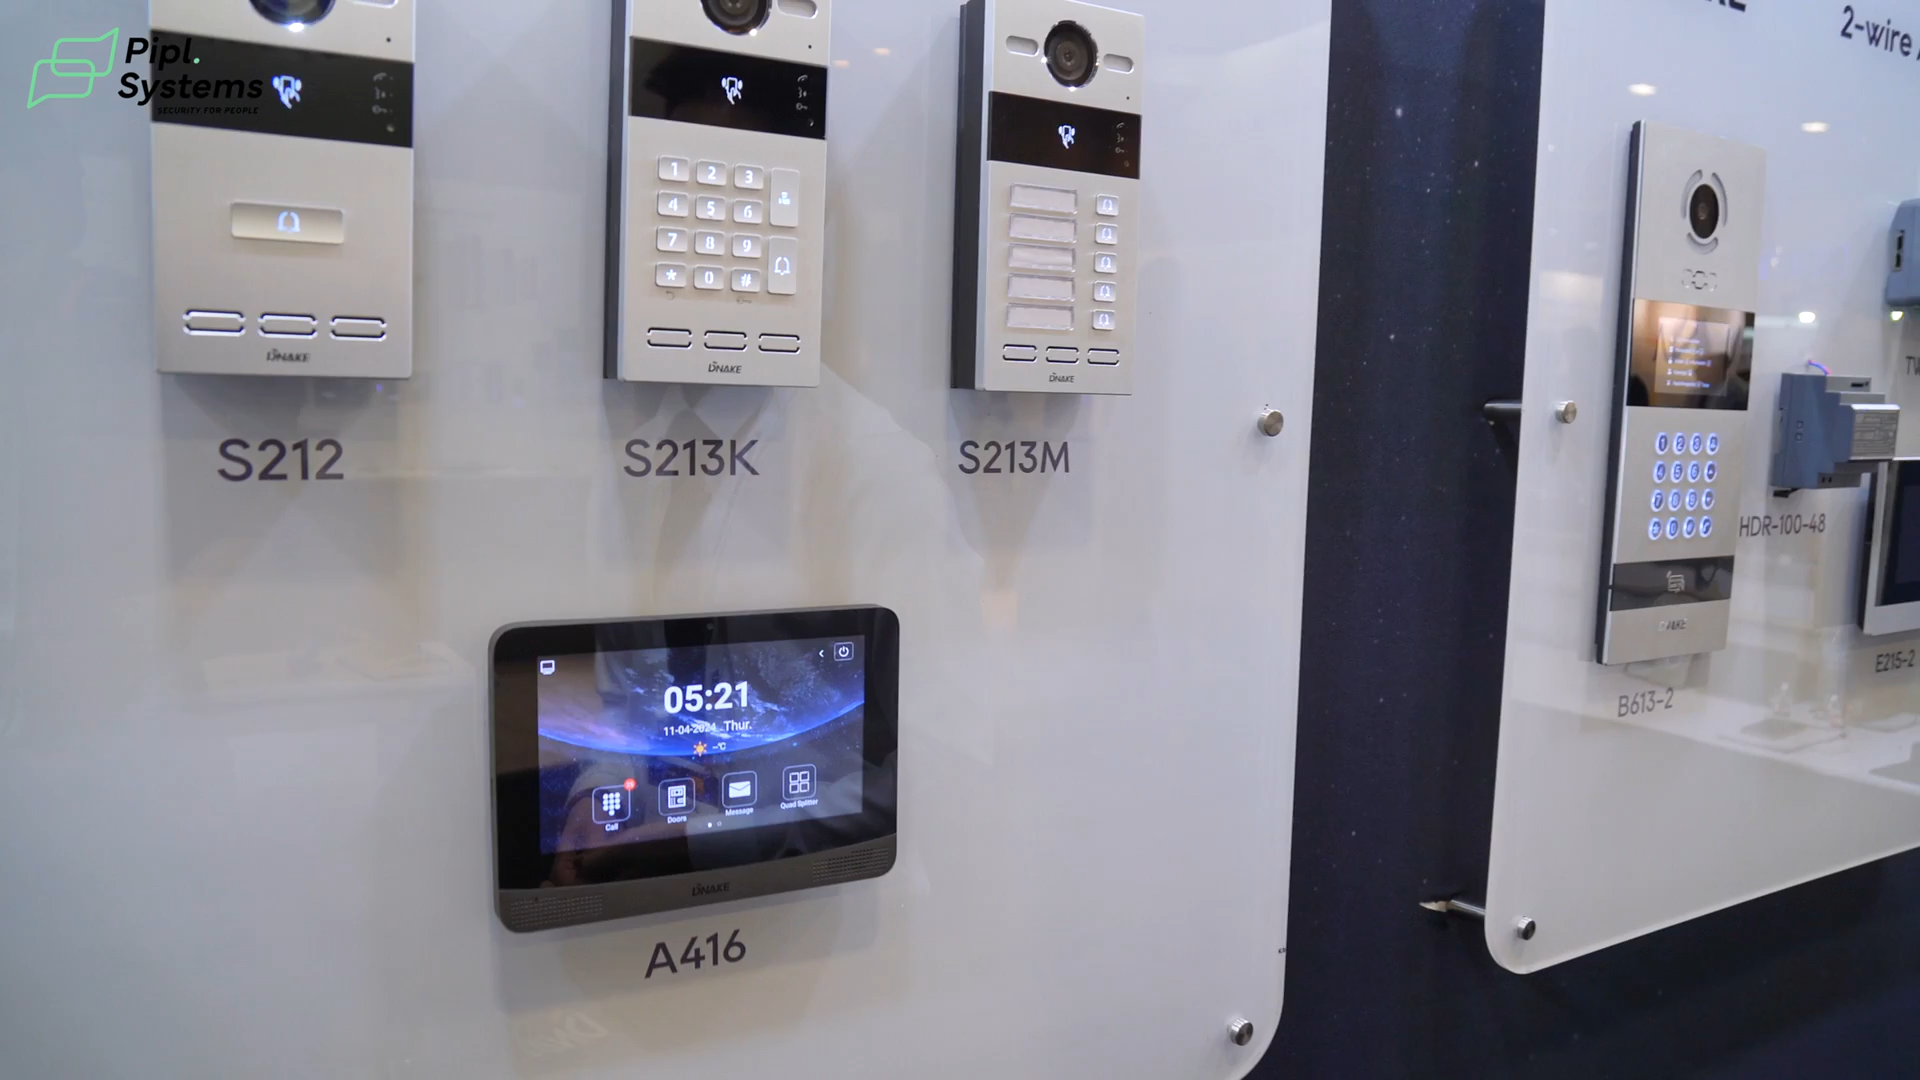 Pipl.
Systems
SECURITY FOR PEOPLE
2-wire
1 2 3
4 5 6
7 8 9
* 0 #
DNAKE
DNAKE
DNAKE
S212
S213K
S213M
HDR-100-48
DNAKE
E215-2
B613-2
05:21
11-04-2024 Thur.
--°C
Call
Doors
Message
Quad Splitter
DNAKE
A416